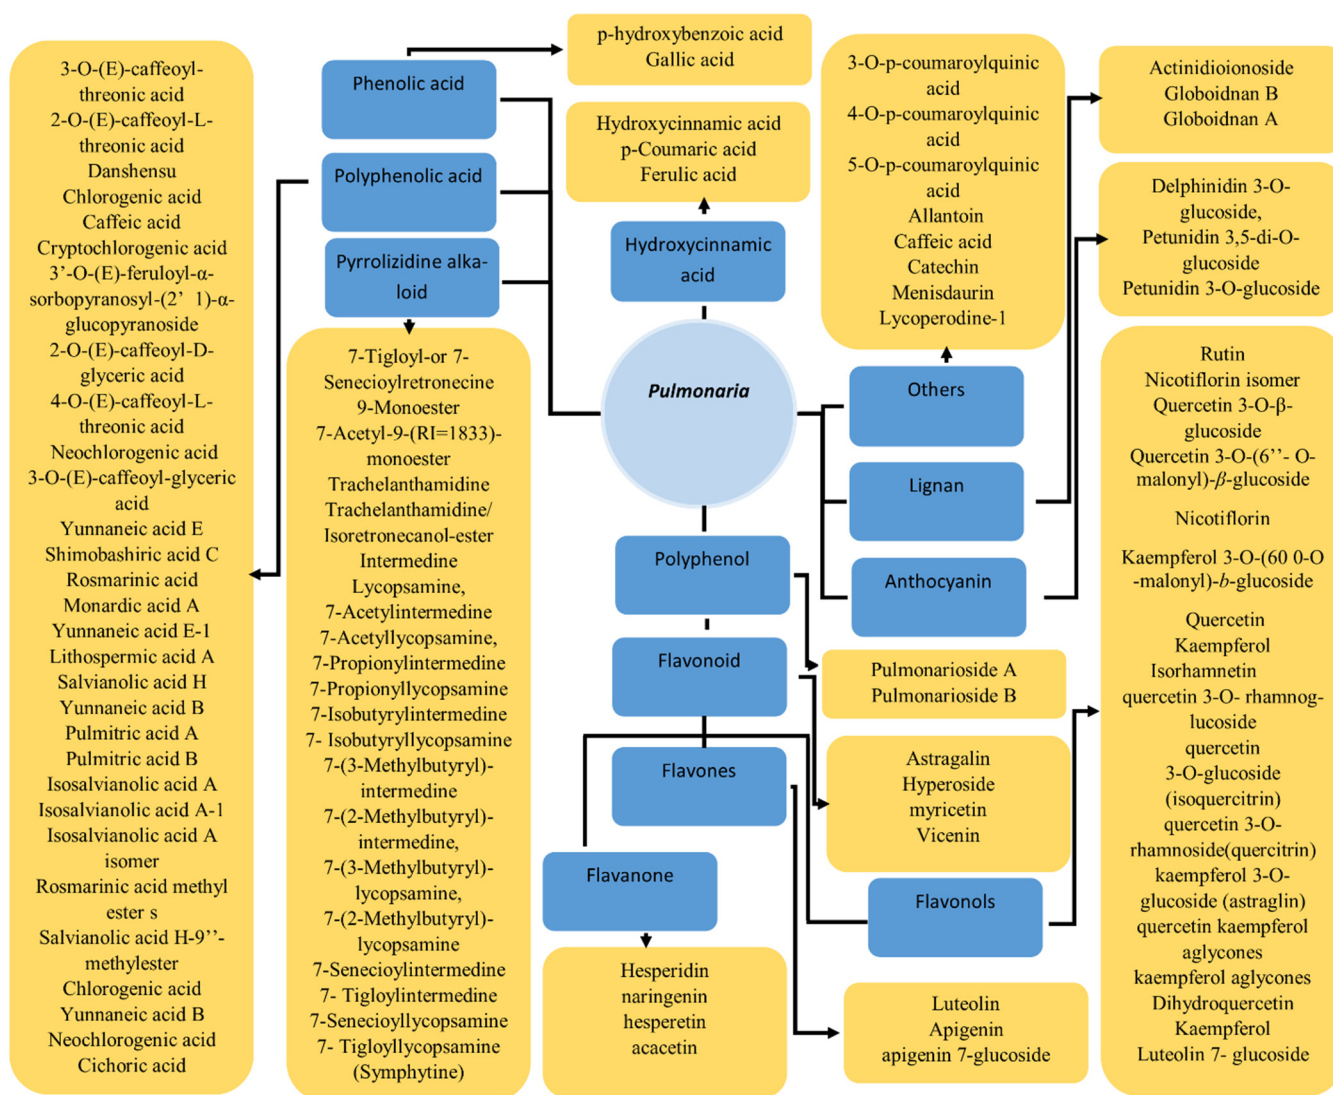 3-O-(E)-caffeoyl-
threonic acid
2-O-(E)-caffeoyl-L-
threonic acid
Danshensu
Chlorogenic acid
Caffeic acid
Cryptochlorogenic acid
3’-O-(E)-feruloyl-α-
sorbopyranosyl-(2’ 1)-α-
glucopyranoside
2-O-(E)-caffeoyl-D-
glyceric acid
4-O-(E)-caffeoyl-L-
threonic acid
Neochlorogenic acid
3-O-(E)-caffeoyl-glyceric
acid
Yunnaneic acid E
Shimobashiric acid C
Rosmarinic acid
Monardic acid A
Yunnaneic acid E-1
Lithospermic acid A
Salvianolic acid H
Yunnaneic acid B
Pulmitric acid A
Pulmitric acid B
Isosalvianolic acid A
Isosalvianolic acid A-1
Isosalvianolic acid A
isomer
Rosmarinic acid methyl
ester s
Salvianolic acid H-9’’-
methylester
Chlorogenic acid
Yunnaneic acid B
Neochlorogenic acid
Cichoric acid
Phenolic acid
Polyphenolic acid
Pyrrolizidine alka-
loid
7-Tigloyl-or 7-
Senecioylretronecine
9-Monoester
7-Acetyl-9-(RI=1833)-
monoester
Trachelanthamidine
Trachelanthamidine/
Isoretronecanol-ester
Intermedine
Lycopsamine,
7-Acetylintermedine
7-Acetyllycopsamine,
7-Propionylintermedine
7-Propionyllycopsamine
7-Isobutyrylintermedine
7- Isobutyryllycopsamine
7-(3-Methylbutyryl)-
intermedine
7-(2-Methylbutyryl)-
intermedine,
7-(3-Methylbutyryl)-
lycopsamine,
7-(2-Methylbutyryl)-
lycopsamine
7-Senecioylintermedine
7- Tigloylintermedine
7-Senecioyllycopsamine
7- Tigloyllycopsamine
(Symphytine)
p-hydroxybenzoic acid
Gallic acid
Hydroxycinnamic acid
p-Coumaric acid
Ferulic acid
Hydroxycinnamic
acid
Pulmonaria
Polyphenol
Flavonoid
Flavones
Flavanone
Hesperidin
naringenin
hesperetin
acacetin
3-O-p-coumaroylquinic
acid
4-O-p-coumaroylquinic
acid
5-O-p-coumaroylquinic
acid
Allantoin
Caffeic acid
Catechin
Menisdaurin
Lycoperodine-1
Others
Lignan
Anthocyanin
Pulmonarioside A
Pulmonarioside B
Astragalin
Hyperoside
myricetin
Vicenin
Flavonols
Luteolin
Apigenin
apigenin 7-glucoside
Actinidioionoside
Globoidnan B
Globoidnan A
Delphinidin 3-O-
glucoside,
Petunidin 3,5-di-O-
glucoside
Petunidin 3-O-glucoside
Rutin
Nicotiflorin isomer
Quercetin 3-O-β-
glucoside
Quercetin 3-O-(6’’- O-
malonyl)-β-glucoside
Nicotiflorin
Kaempferol 3-O-(60 0-O
-malonyl)-b-glucoside
Quercetin
Kaempferol
Isorhamnetin
quercetin 3-O- rhamnog-
lucoside
quercetin
3-O-glucoside
(isoquercitrin)
quercetin 3-O-
rhamnoside(quercitrin)
kaempferol 3-O-
glucoside (astraglin)
quercetin kaempferol
aglycones
kaempferol aglycones
Dihydroquercetin
Kaempferol
Luteolin 7- glucoside